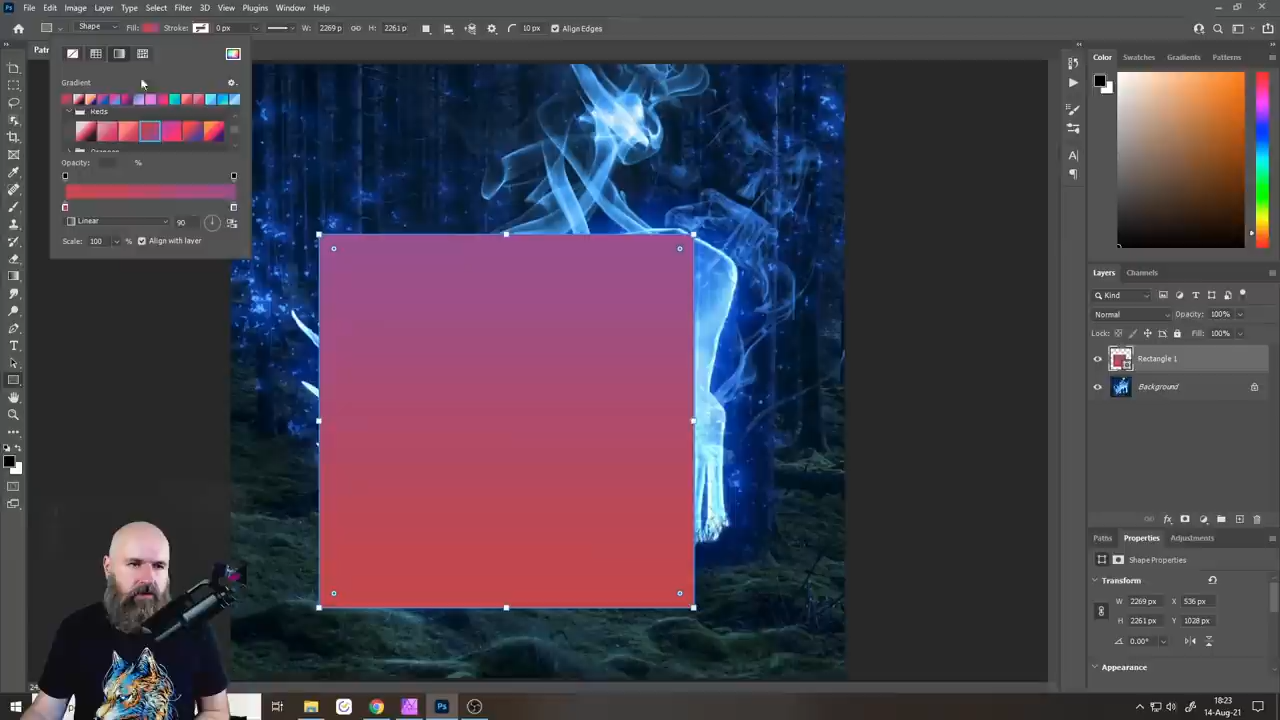 Ps File Edit Image Layer Type Select Filter 3D View Plugins Window Help
Shape Fill: Stroke: 0 px W: 2269 p H: 2261 p 10 px Align Edges
Gradient
Reds
Opacity: %
Linear 90
Scale: 100 % Align with layer
Color Swatches Gradients Patterns
Layers Channels
Kind
Normal Opacity: 100%
Lock: Fill: 100%
Rectangle 1
Background
Paths Properties Adjustments
Shape Properties
Transform
W 2269 px X 536 px
H 2261 px Y 1028 px
0.00°
Appearance
Ps
18:23
14-Aug-21